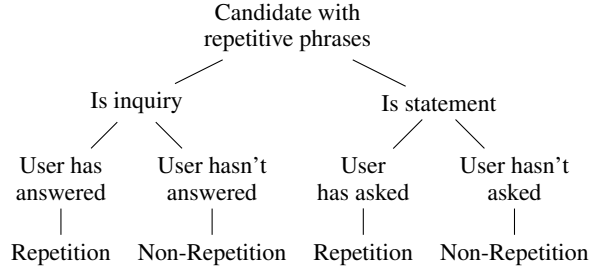 Candidate with
repetitive phrases
Is inquiry
Is statement
User has
answered
User hasn't
answered
User
has asked
User hasn't
asked
Repetition
Non-Repetition
Repetition
Non-Repetition